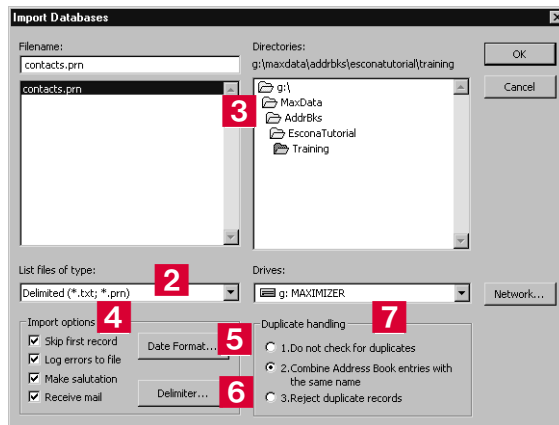 Import Databases
Filename:
contacts.prn
contacts.prn
Directories:
g:\maxdata\addrbks\esconatutorial\training
g:\
MaxData
AddrBks
EsconaTutorial
Training
3
OK
Cancel
List files of type:
2
Delimited (*.txt; *.prn)
Drives:
g: MAXIMIZER
Network...
4
Import options
Skip first record
Log errors to file
Make salutation
Receive mail
Date Format...
5
Delimiter...
6
7
Duplicate handling
1.Do not check for duplicates
2.Combine Address Book entries with
the same name
3.Reject duplicate records